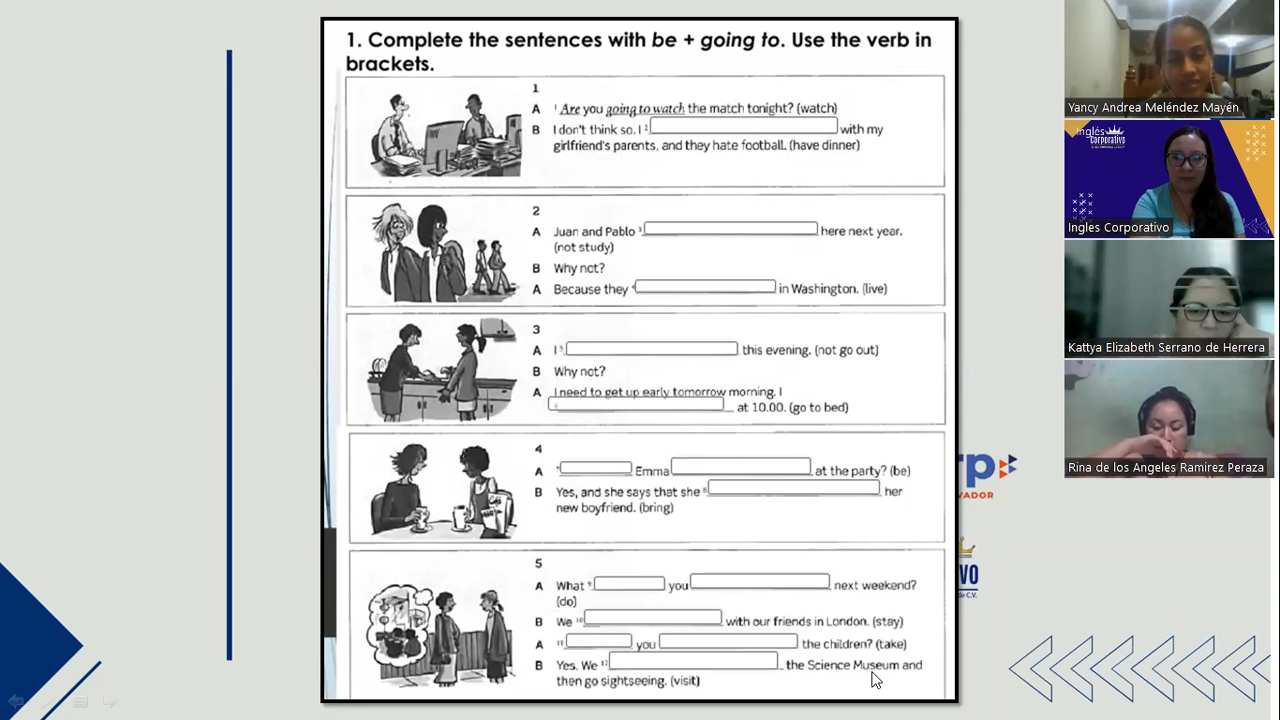 1. Complete the sentences with be + going to. Use the verb in
brackets.
1
A ¹ Are you going to watch the match tonight? (watch)
B I don't think so. I ² with my
girlfriend's parents, and they hate football. (have dinner)
2
A Juan and Pablo ³ here next year.
(not study)
B Why not?
A Because they ⁴ in Washington. (live)
3
A I ⁵ this evening. (not go out)
B Why not?
A I need to get up early tomorrow morning. I
⁶ at 10.00. (go to bed)
4
A ⁷ Emma at the party? (be)
B Yes, and she says that she ⁸ her
new boyfriend. (bring)
5
A What ⁹ you next weekend?
(do)
B We ¹⁰ with our friends in London. (stay)
A ¹¹ you the children? (take)
B Yes. We ¹² the Science Museum and
then go sightseeing. (visit)
rp
VADOR
VO
de C.V.
Yancy Andrea Meléndez Mayén
Inglés
Corporativo
Ingles Corporativo
Kattya Elizabeth Serrano de Herrera
Rina de los Angeles Ramirez Peraza